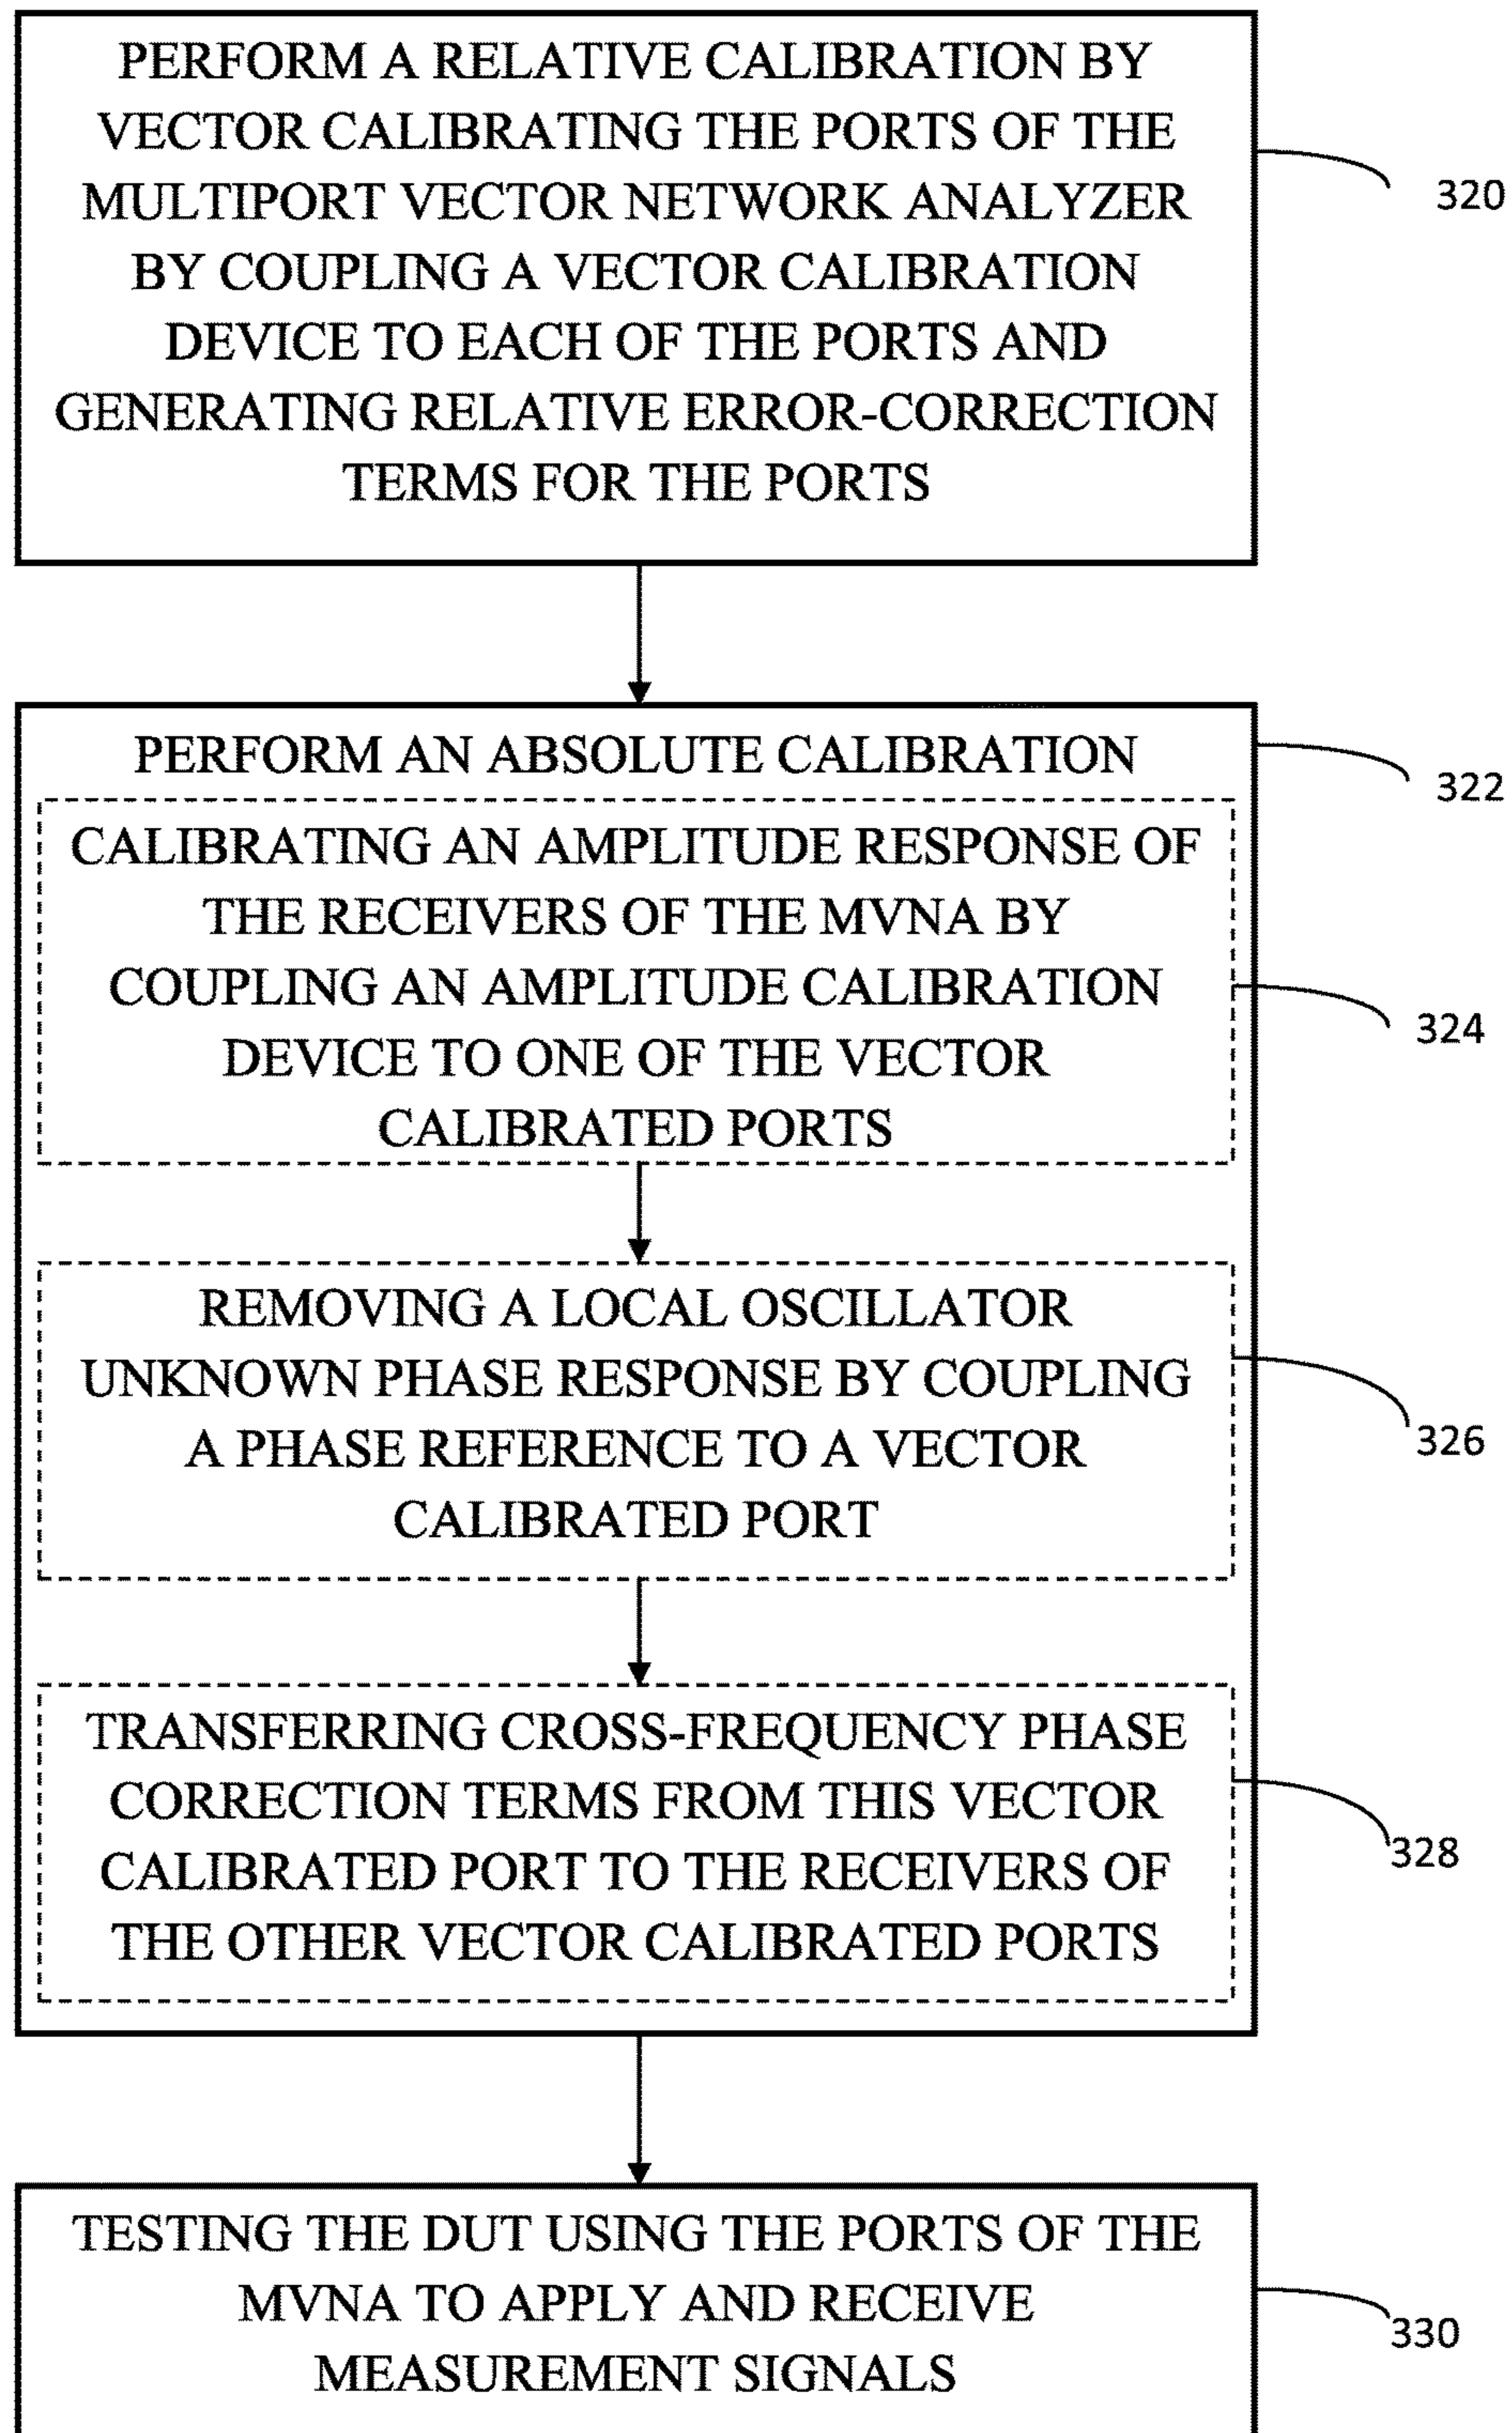 PERFORM A RELATIVE CALIBRATION BY
VECTOR CALIBRATING THE PORTS OF THE
MULTIPORT VECTOR NETWORK ANALYZER
BY COUPLING A VECTOR CALIBRATION
DEVICE TO EACH OF THE PORTS AND
GENERATING RELATIVE ERROR-CORRECTION
TERMS FOR THE PORTS
320
PERFORM AN ABSOLUTE CALIBRATION
322
CALIBRATING AN AMPLITUDE RESPONSE OF
THE RECEIVERS OF THE MVNA BY
COUPLING AN AMPLITUDE CALIBRATION
DEVICE TO ONE OF THE VECTOR
CALIBRATED PORTS
324
REMOVING A LOCAL OSCILLATOR
UNKNOWN PHASE RESPONSE BY COUPLING
A PHASE REFERENCE TO A VECTOR
CALIBRATED PORT
326
TRANSFERRING CROSS-FREQUENCY PHASE
CORRECTION TERMS FROM THIS VECTOR
CALIBRATED PORT TO THE RECEIVERS OF
THE OTHER VECTOR CALIBRATED PORTS
328
TESTING THE DUT USING THE PORTS OF THE
MVNA TO APPLY AND RECEIVE
MEASUREMENT SIGNALS
330